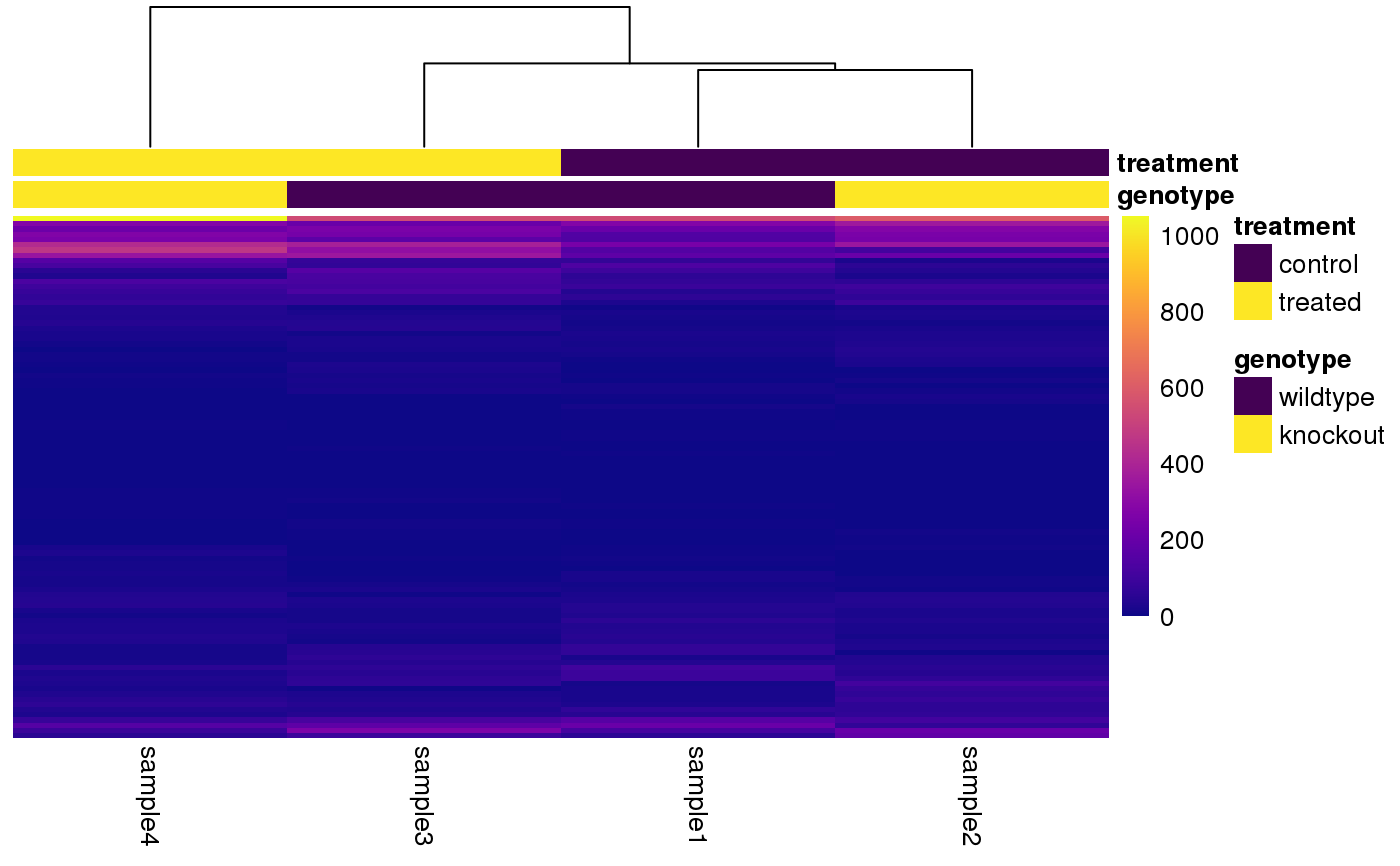 treatment
genotype
1000
800
600
400
200
0
treatment
control
treated
genotype
wildtype
knockout
sample4
sample3
sample1
sample2